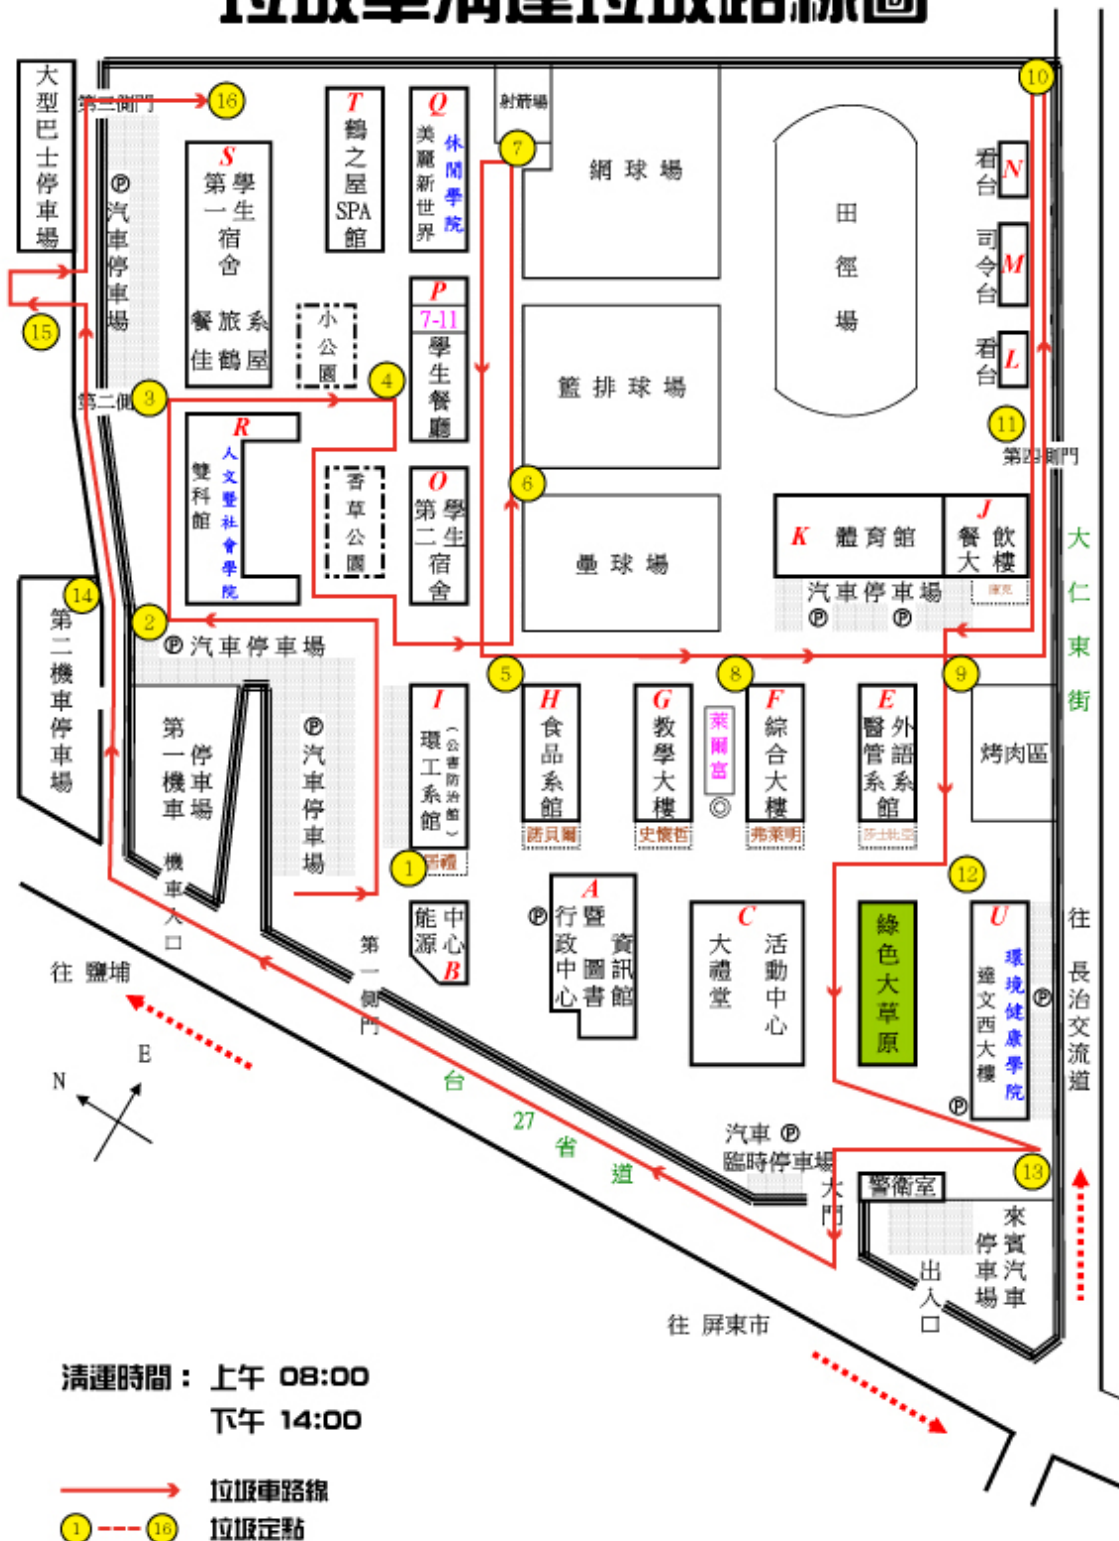 垃圾車清運垃圾路線圖
大型巴士停車場
第三側門
16
T
鶴之屋SPA館
Q
美麗新世界
休閒學院
射箭場
7
網球場
田徑場
10
看台
N
司令台
M
看台
L
11
第四側門
S
學生
第一宿舍
餐旅系
佳鶴屋
Ⓟ
汽車停車場
15
小公園
P
7-11
學生餐廳
4
籃排球場
第二側
3
R
雙科館
人文暨社會學院
香草公園
O
學生
第二宿舍
6
壘球場
K 體育館
J
餐飲大樓
汽車停車場
Ⓟ Ⓟ
大仁東街
14
第二機車停車場
2
Ⓟ汽車停車場
第一機車
停車場
機車入口
Ⓟ
汽車停車場
I
環工系館
(公害防治館)
1
5
H
食品系館
諾貝爾
G
教學大樓
史懷哲
8
萊爾富
◎
F
綜合大樓
弗萊明
E
外語系館
醫管系
9
烤肉區
12
能源
中心
B
A
Ⓟ
行政中心
暨圖書
資訊館
C
大禮堂
活動中心
綠色大草原
U
達文西大樓
環境健康學院
Ⓟ
Ⓟ
往 長治交流道
第一側門
往 鹽埔
N
E
台27省道
汽車 Ⓟ
臨時停車場
大門
警衛室
13
來賓汽車
停車場
出入口
往 屏東市
清運時間： 上午 08:00
下午 14:00
垃圾車路線
1 --- 16 垃圾定點